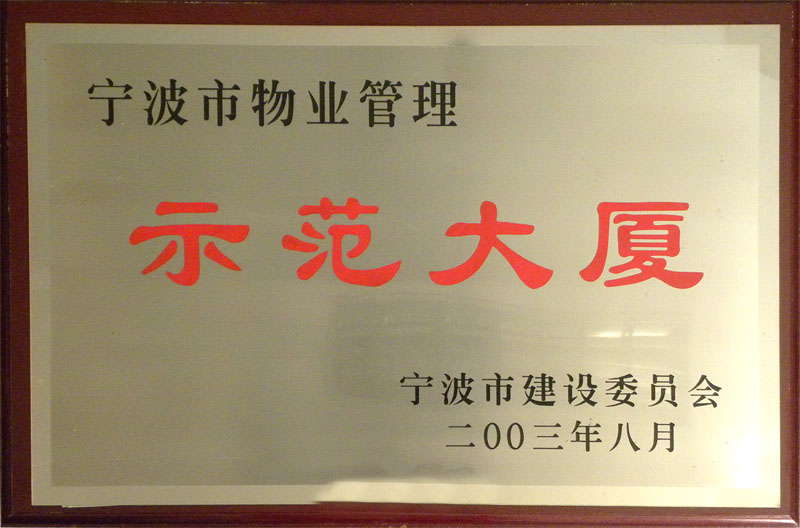 宁波市物业管理
示范大厦
宁波市建设委员会
二00三年八月